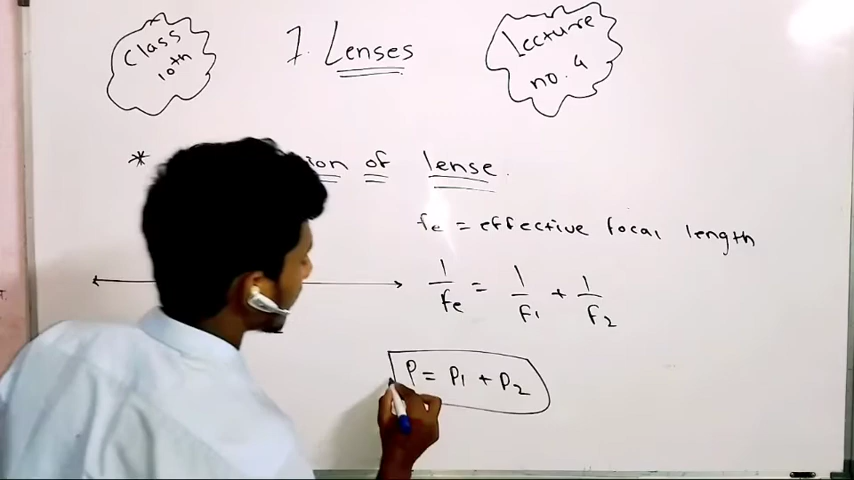 Class
10th
7. Lenses
Lecture
no. 4
* of lense.
fe = effective focal length
1/fe = 1/f1 + 1/f2
P = P1 + P2